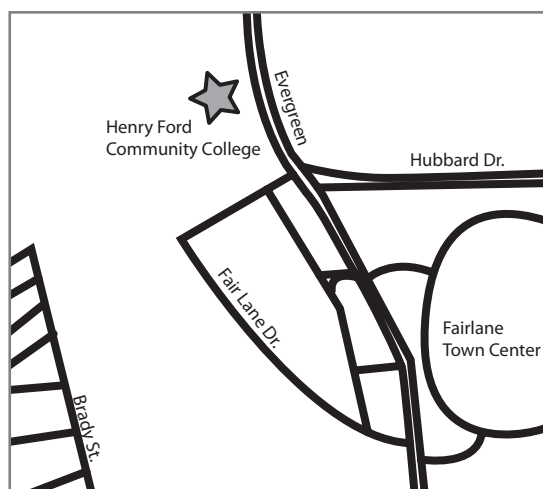 Evergreen
Henry Ford
Community College
Hubbard Dr.
Fair Lane Dr.
Fairlane
Town Center
Brady St.